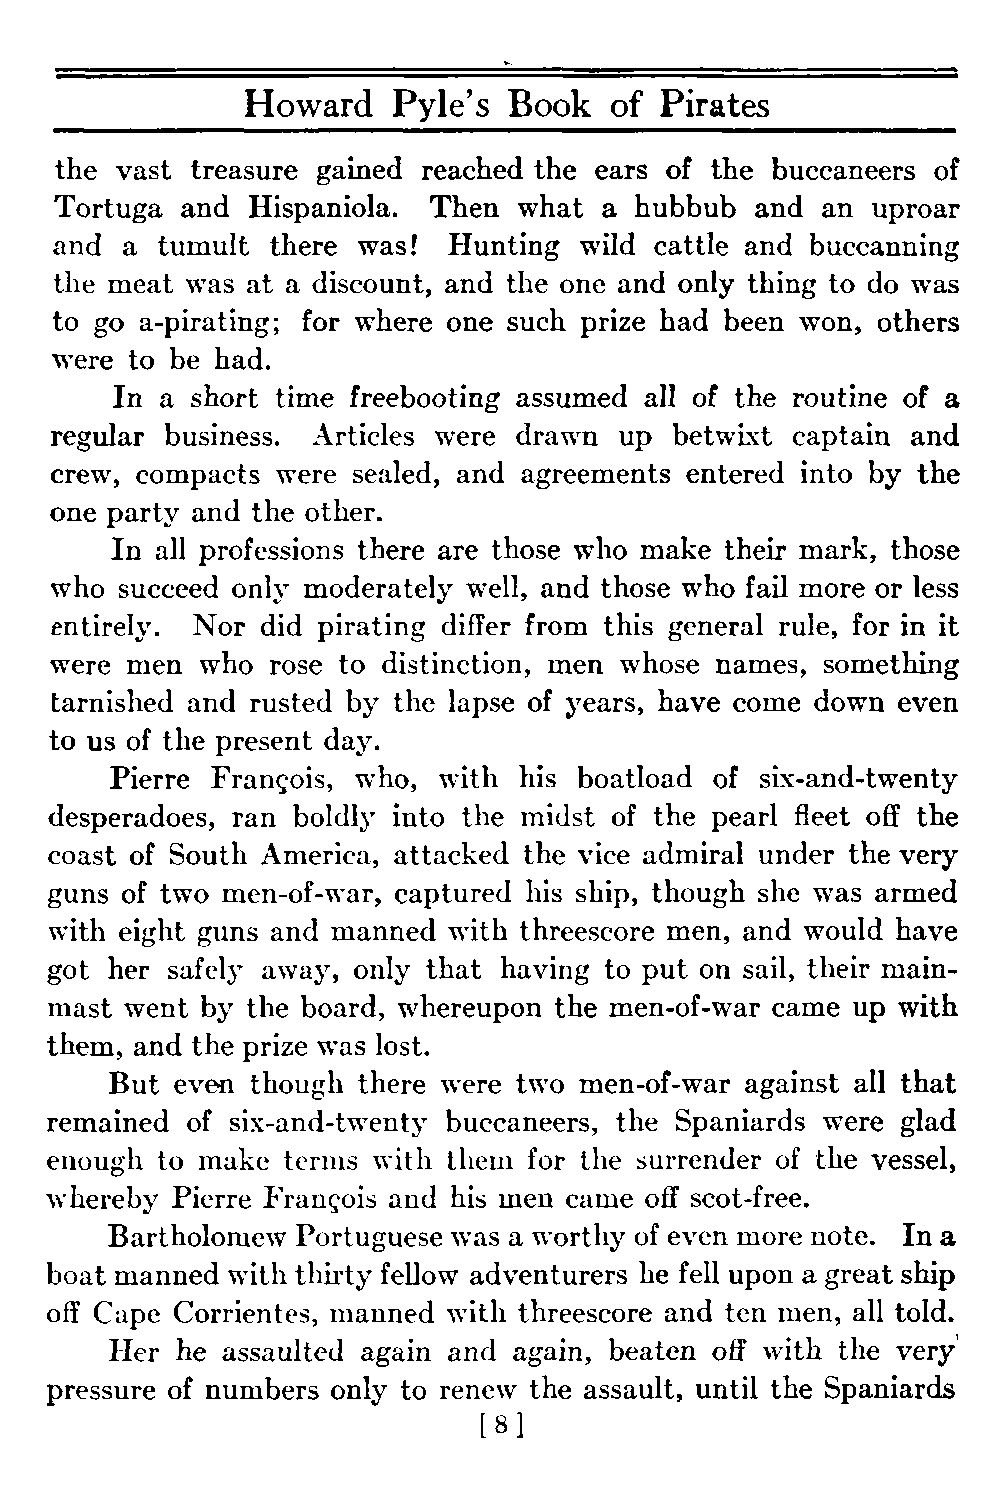 Howard Pyle's Book of Pirates
the vast treasure gained reached the ears of the buccaneers of
Tortuga and Hispaniola. Then what a hubbub and an uproar
and a tumult there was! Hunting wild cattle and buccanning
the meat was at a discount, and the one and only thing to do was
to go a-pirating; for where one such prize had been won, others
were to be had.
In a short time freebooting assumed all of the routine of a
regular business. Articles were drawn up betwixt captain and
crew, compacts were sealed, and agreements entered into by the
one party and the other.
In all professions there are those who make their mark, those
who succeed only moderately well, and those who fail more or less
entirely. Nor did pirating differ from this general rule, for in it
were men who rose to distinction, men whose names, something
tarnished and rusted by the lapse of years, have come down even
to us of the present day.
Pierre François, who, with his boatload of six-and-twenty
desperadoes, ran boldly into the midst of the pearl fleet off the
coast of South America, attacked the vice admiral under the very
guns of two men-of-war, captured his ship, though she was armed
with eight guns and manned with threescore men, and would have
got her safely away, only that having to put on sail, their main-
mast went by the board, whereupon the men-of-war came up with
them, and the prize was lost.
But even though there were two men-of-war against all that
remained of six-and-twenty buccaneers, the Spaniards were glad
enough to make terms with them for the surrender of the vessel,
whereby Pierre François and his men came off scot-free.
Bartholomew Portuguese was a worthy of even more note. In a
boat manned with thirty fellow adventurers he fell upon a great ship
off Cape Corrientes, manned with threescore and ten men, all told.
Her he assaulted again and again, beaten off with the very
pressure of numbers only to renew the assault, until the Spaniards
[ 8 ]